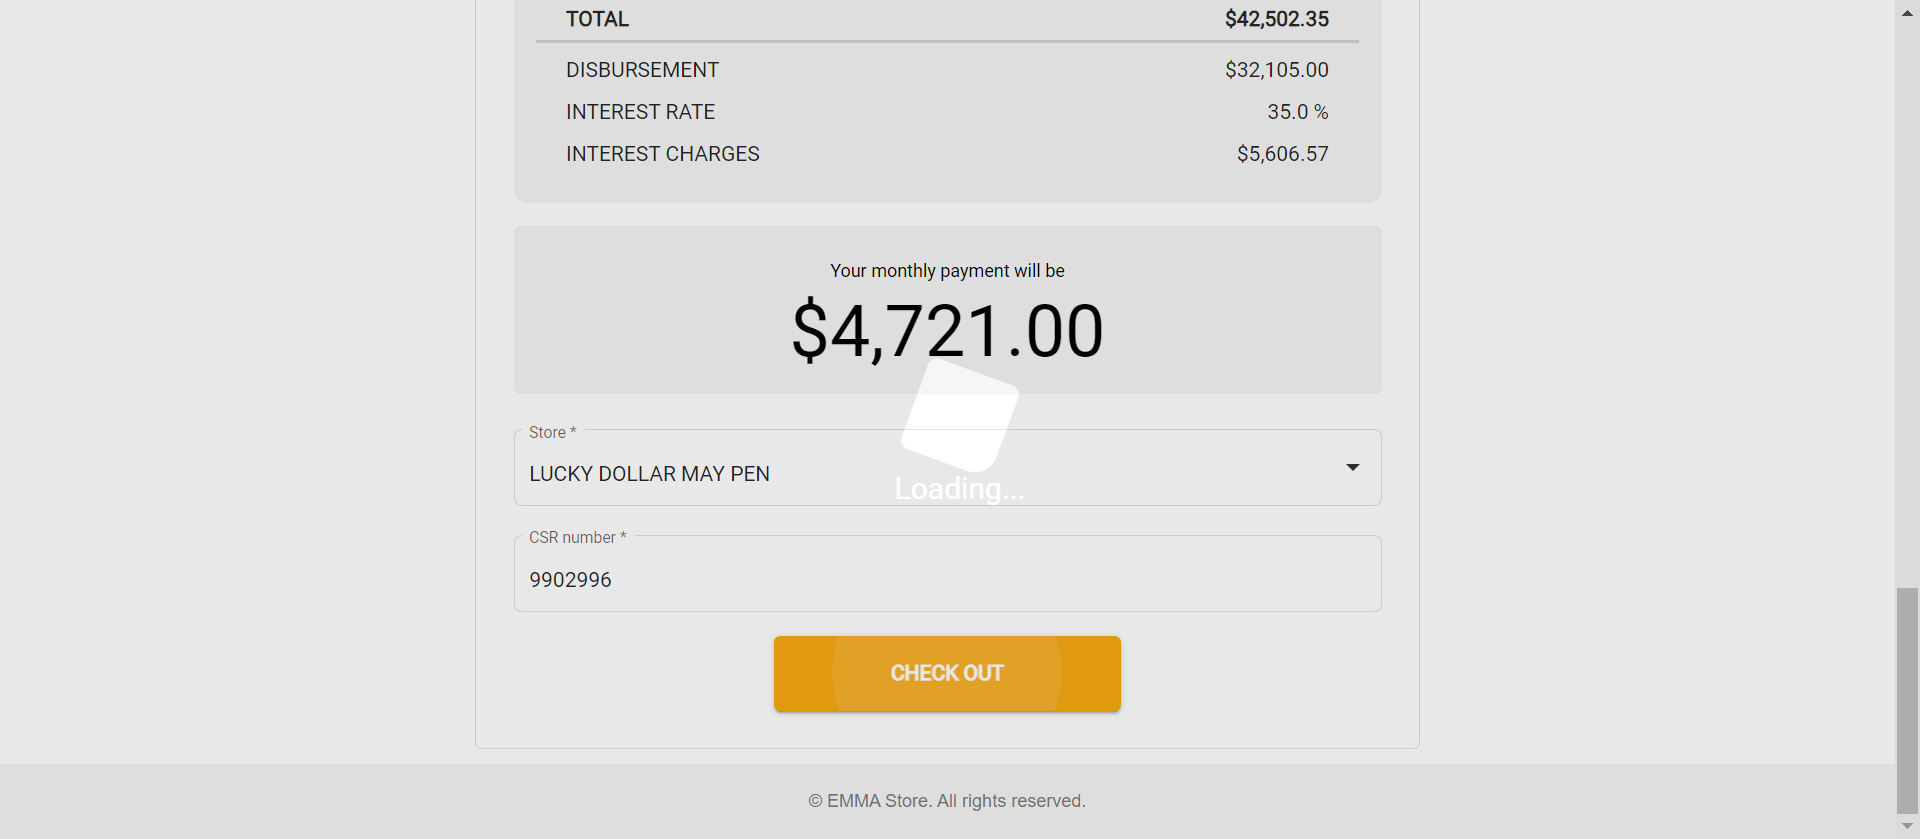 TOTAL $42,502.35
DISBURSEMENT $32,105.00
INTEREST RATE 35.0 %
INTEREST CHARGES $5,606.57
Your monthly payment will be
$4,721.00
Store *
LUCKY DOLLAR MAY PEN
Loading...
CSR number *
9902996
CHECK OUT
© EMMA Store. All rights reserved.